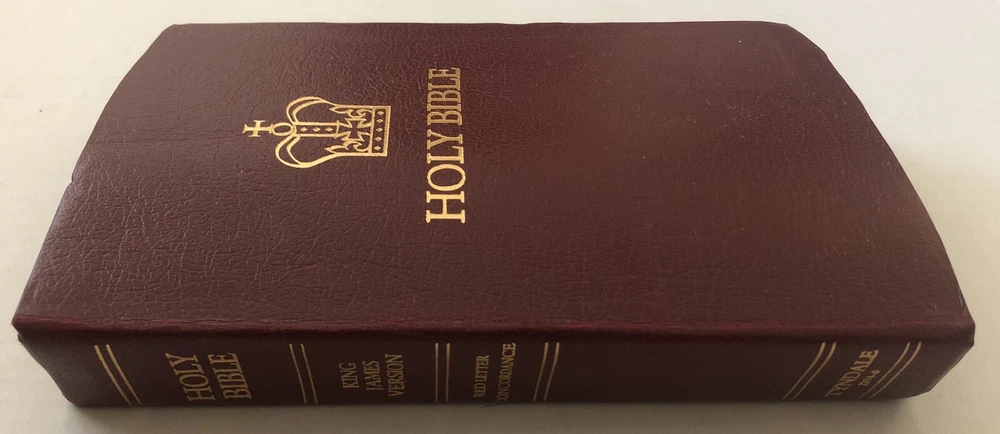 HOLY BIBLE
HOLY
BIBLE
KING
JAMES
VERSION
RED LETTER
CONCORDANCE
TYNDALE